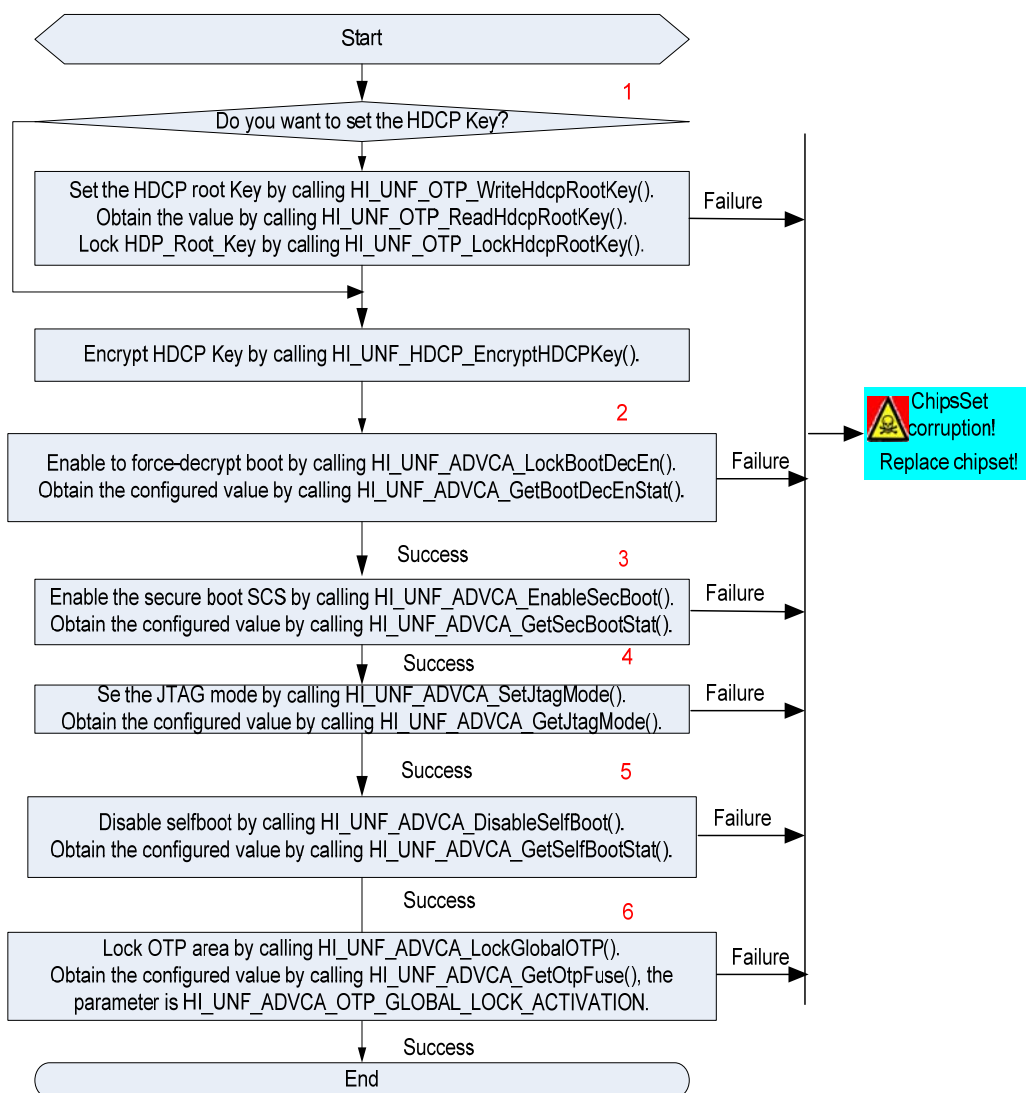 Start
1
Do you want to set the HDCP Key?
Set the HDCP root Key by calling HI_UNF_OTP_WriteHdcpRootKey().
Obtain the value by calling HI_UNF_OTP_ReadHdcpRootKey().
Lock HDP_Root_Key by calling HI_UNF_OTP_LockHdcpRootKey().
Failure
Encrypt HDCP Key by calling HI_UNF_HDCP_EncryptHDCPKey().
2
Enable to force-decrypt boot by calling HI_UNF_ADVCA_LockBootDecEn().
Obtain the configured value by calling HI_UNF_ADVCA_GetBootDecEnStat().
Failure
ChipsSet
corruption!
Replace chipset!
Success
3
Enable the secure boot SCS by calling HI_UNF_ADVCA_EnableSecBoot().
Obtain the configured value by calling HI_UNF_ADVCA_GetSecBootStat().
Failure
Success
4
Se the JTAG mode by calling HI_UNF_ADVCA_SetJtagMode().
Obtain the configured value by calling HI_UNF_ADVCA_GetJtagMode().
Failure
Success
5
Disable selfboot by calling HI_UNF_ADVCA_DisableSelfBoot().
Obtain the configured value by calling HI_UNF_ADVCA_GetSelfBootStat().
Failure
Success
6
Lock OTP area by calling HI_UNF_ADVCA_LockGlobalOTP().
Obtain the configured value by calling HI_UNF_ADVCA_GetOtpFuse(), the
parameter is HI_UNF_ADVCA_OTP_GLOBAL_LOCK_ACTIVATION.
Failure
Success
End